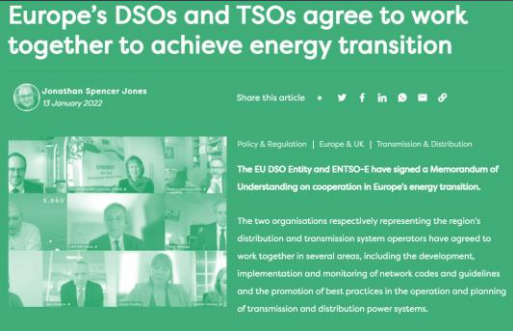 Europe's DSOs and TSOs agree to work
together to achieve energy transition
Jonathan Spencer Jones
13 January 2022
Share this article
Policy & Regulation | Europe & UK | Transmission & Distribution
The EU DSO Entity and ENTSO-E have signed a Memorandum of
Understanding on cooperation in Europe's energy transition.
The two organisations respectively representing the region's
distribution and transmission system operators have agreed to
work together in several areas, including the development,
implementation and monitoring of network codes and guidelines
and the promotion of best practices in the operation and planning
of transmission and distribution power systems.